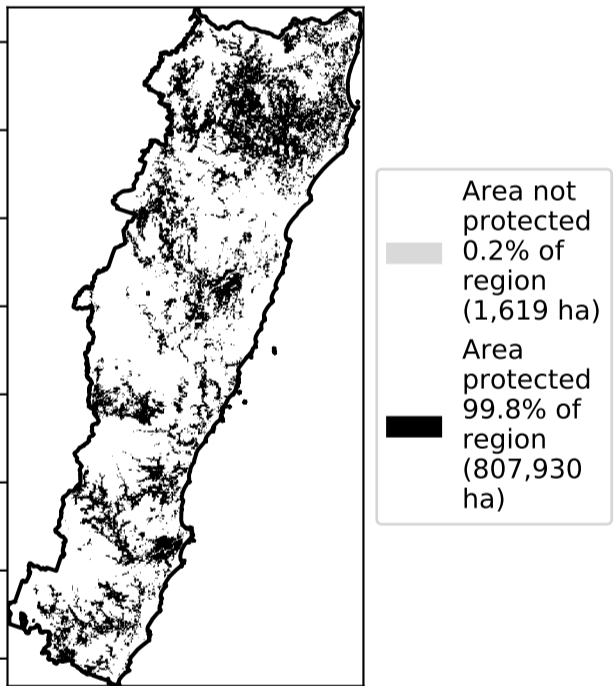 Area not
protected
0.2% of
region
(1,619 ha)
Area
protected
99.8% of
region
(807,930
ha)